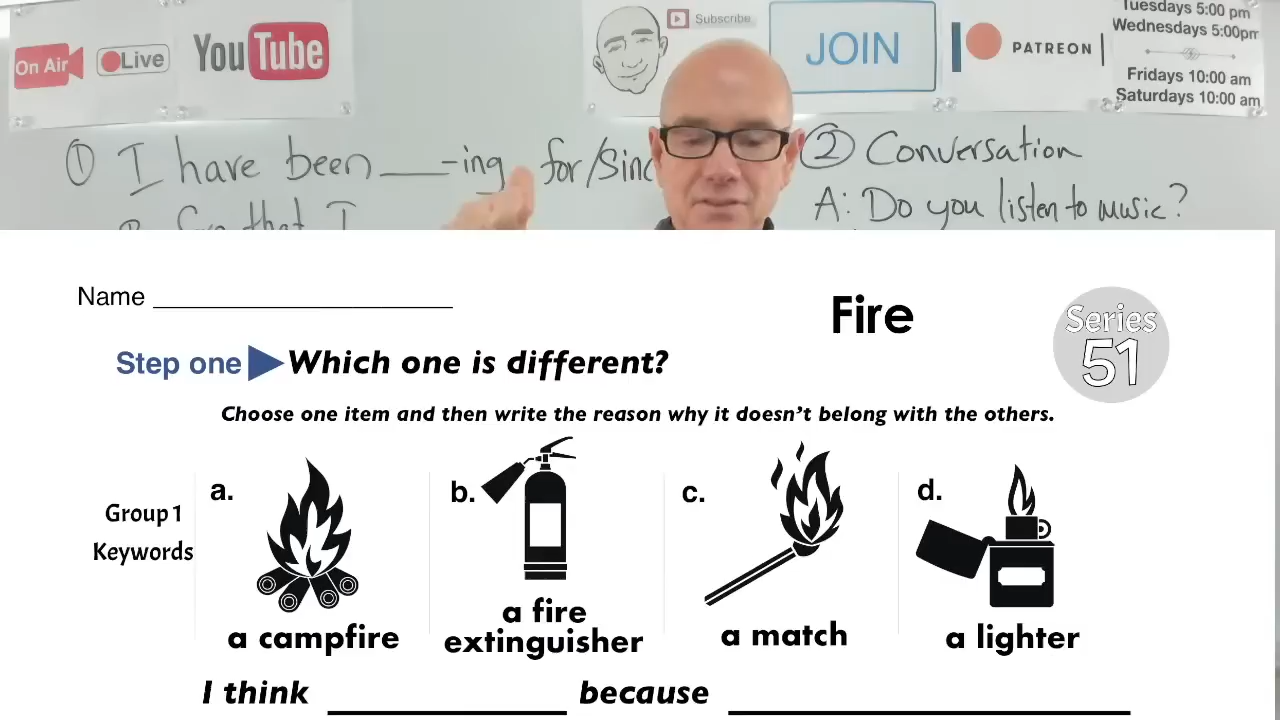 On Air
Live
YouTube
Subscribe
JOIN
PATREON
Tuesdays 5:00 pm
Wednesdays 5:00pm
Fridays 10:00 am
Saturdays 10:00 am
① I have been ___-ing for/Sinc
② Conversation
A: Do you listen to music?
Name
Fire
Series
51
Step one Which one is different?
Choose one item and then write the reason why it doesn't belong with the others.
Group 1
Keywords
a.
b.
c.
d.
a campfire
a fire
extinguisher
a match
a lighter
I think ____ because ____